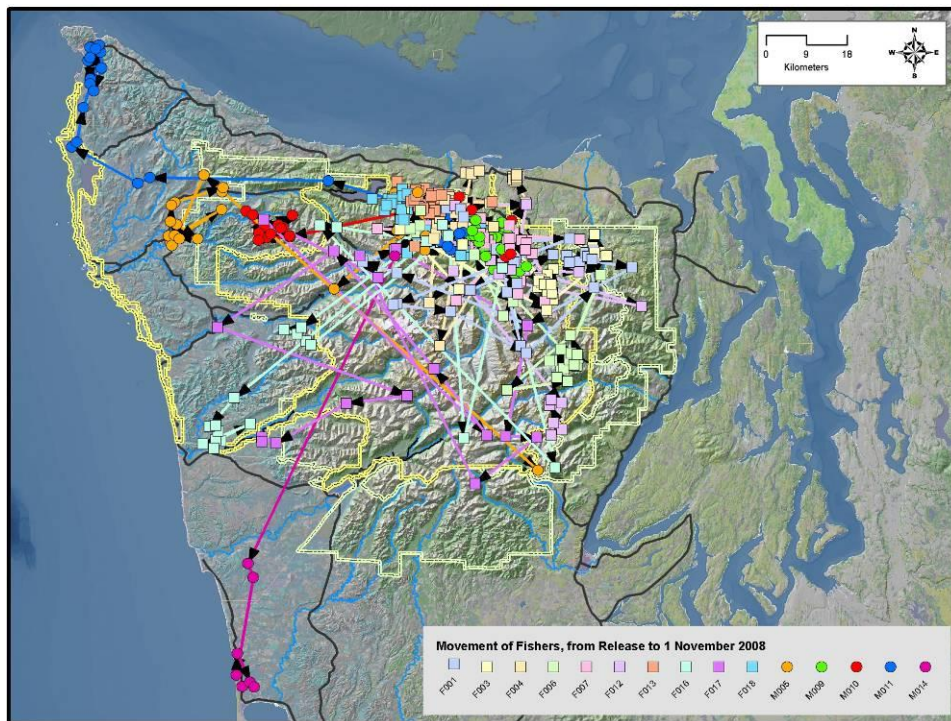 N
W E
S
0 9 18
Kilometers
Movement of Fishers, from Release to 1 November 2008
F001 F003 F004 F006 F007 F012 F013 F016 F017 F018 M005 M009 M010 M011 M014